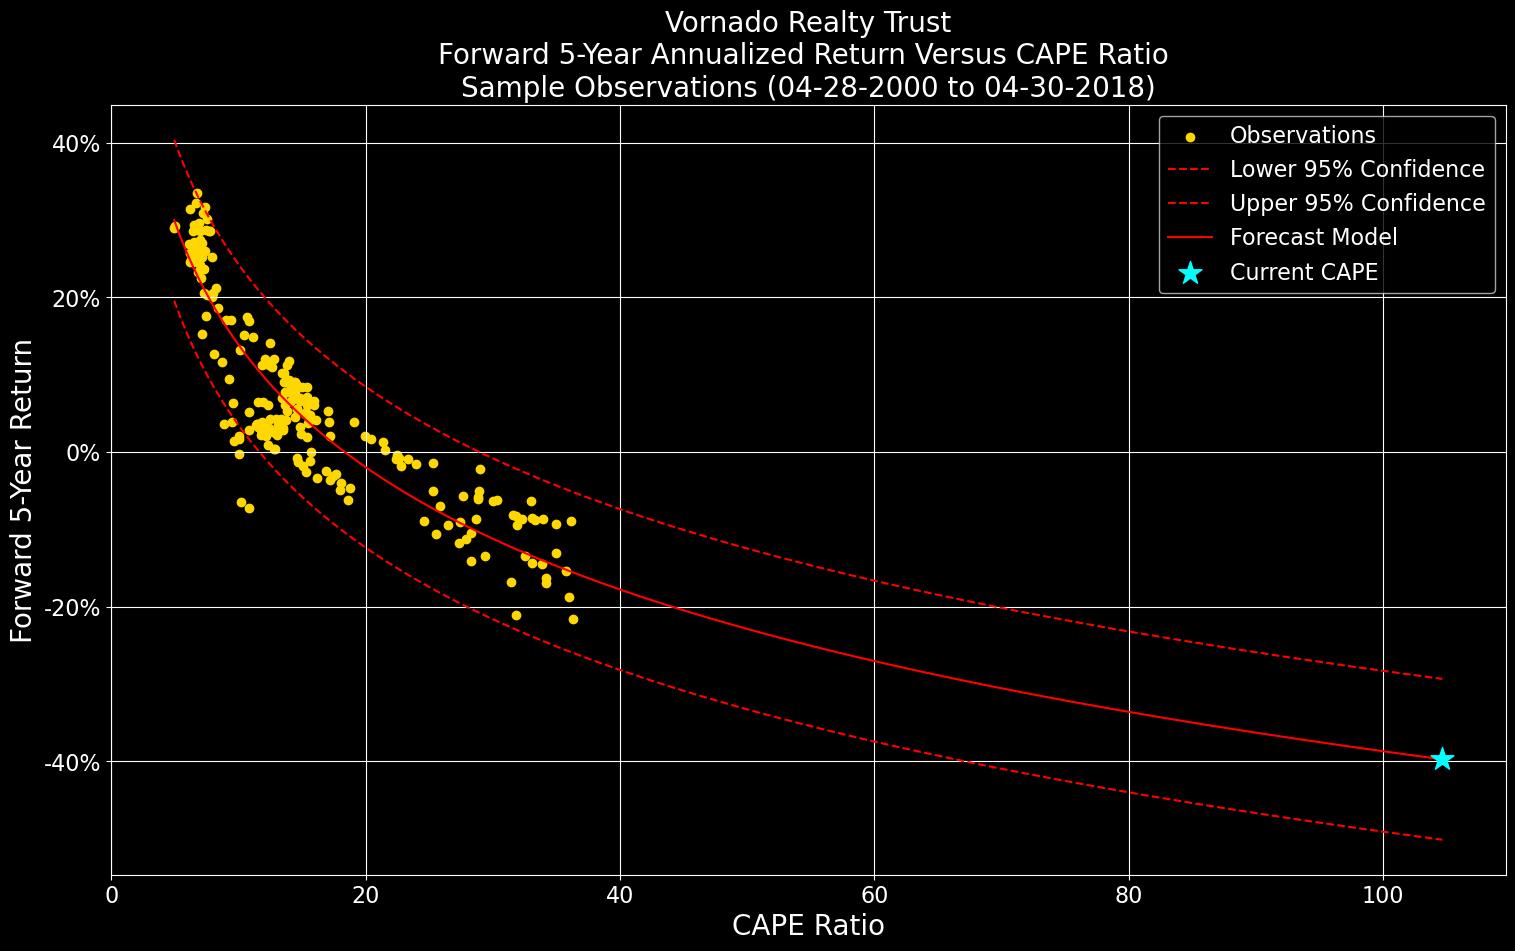 Vornado Realty Trust
Forward 5-Year Annualized Return Versus CAPE Ratio
Sample Observations (04-28-2000 to 04-30-2018)
Observations
Lower 95% Confidence
Upper 95% Confidence
Forecast Model
Current CAPE
Forward 5-Year Return
40%
20%
0%
-20%
-40%
0 20 40 60 80 100
CAPE Ratio